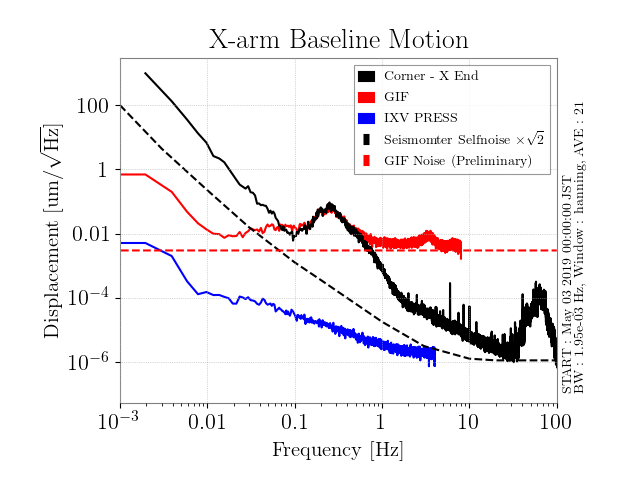 X-arm Baseline Motion
Displacement [um/√Hz]
100
1
0.01
10⁻⁴
10⁻⁶
Corner - X End
GIF
IXV PRESS
Seismomter Selfnoise ×√2
GIF Noise (Preliminary)
10⁻³
0.01
0.1
1
10
100
Frequency [Hz]
START : May 03 2019 00:00:00 JST
BW : 1.95e-03 Hz, Window : hanning, AVE : 21